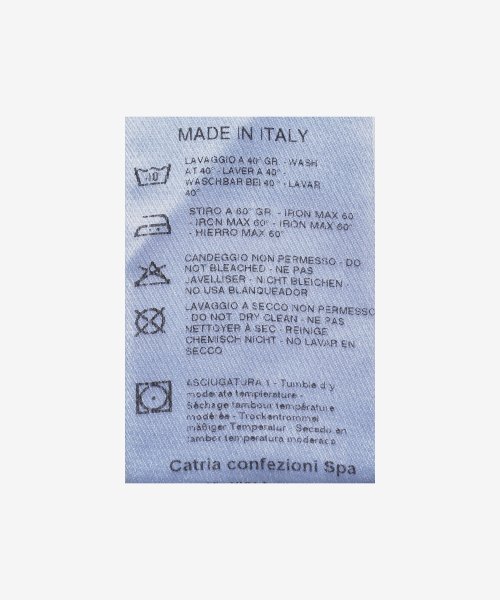 MADE IN ITALY
40°
LAVAGGIO A 40° GR. - WASH
AT 40° - LAVER A 40° -
WASCHBAR BEI 40° - LAVAR
40°
STIRO A 60° GR. - IRON MAX 60
- IRON MAX 60° - IRON MAX 60°
- HIERRO MAX 60°
CANDEGGIO NON PERMESSO - DO
NOT BLEACHED - NE PAS
JAVELLISER - NICHT BLEICHEN -
NO USA BLANQUEADOR
LAVAGGIO A SECCO NON PERMESSO
- DO NOT DRY CLEAN - NE PAS
NETTOYER A SEC - REINIGE
CHEMISCH NICHT - NO LAVAR EN
SECCO
ASCIUGATURA 1 - Tumble dry
moderate temperature -
Séchage tambour température
modérée - Trockentrommel
mäßiger Temperatur - Secado en
tambor temperatura moderada
Catria confezioni Spa